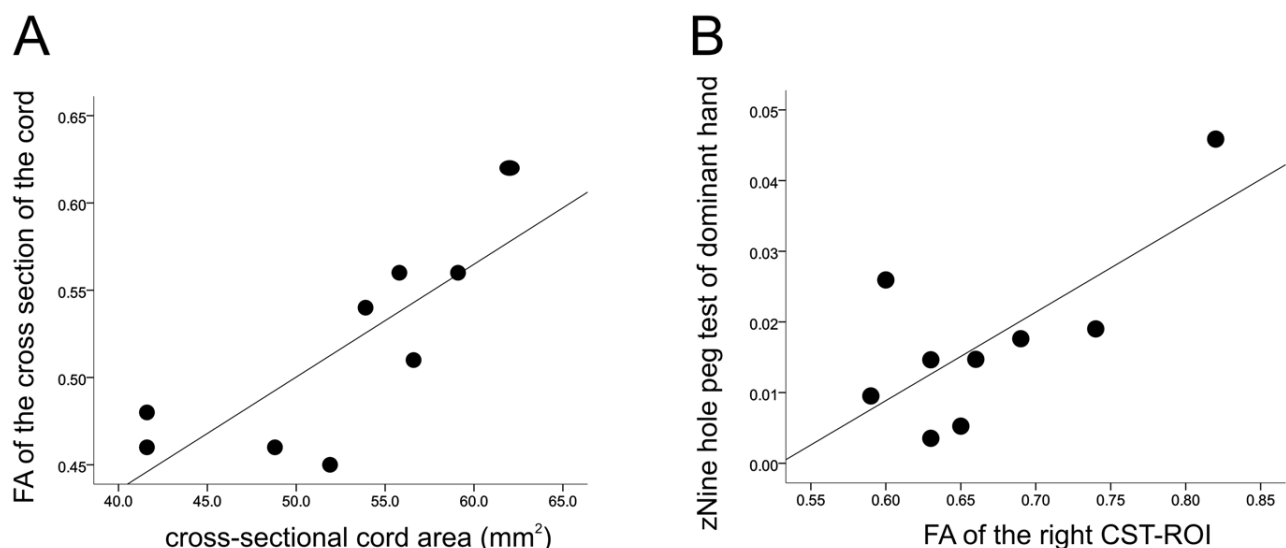 A
FA of the cross section of the cord
0.65
0.60
0.55
0.50
0.45
40.0 45.0 50.0 55.0 60.0 65.0
cross-sectional cord area (mm²)
B
zNine hole peg test of dominant hand
0.05
0.04
0.03
0.02
0.01
0.00
0.55 0.60 0.65 0.70 0.75 0.80 0.85
FA of the right CST-ROI